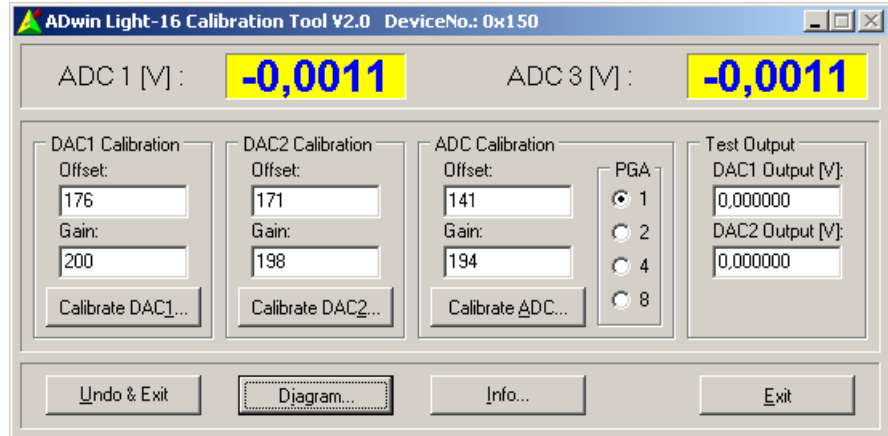 ADwin Light-16 Calibration Tool V2.0 DeviceNo.: 0x150
ADC 1 [V] : -0,0011 ADC 3 [V] : -0,0011
DAC1 Calibration
Offset:
176
Gain:
200
Calibrate DAC1...
DAC2 Calibration
Offset:
171
Gain:
198
Calibrate DAC2...
ADC Calibration
Offset:
141
Gain:
194
Calibrate ADC...
PGA
1
2
4
8
Test Output
DAC1 Output [V]:
0,000000
DAC2 Output [V]:
0,000000
Undo & Exit
Diagram...
Info...
Exit